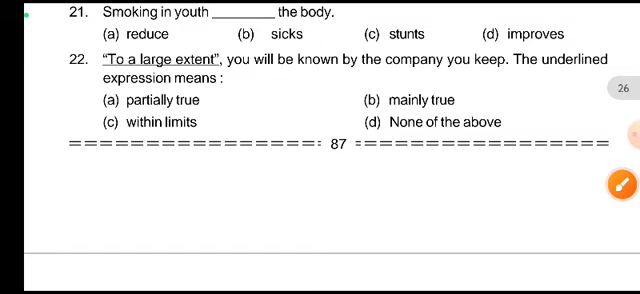 21. Smoking in youth ________ the body.
(a) reduce (b) sicks (c) stunts (d) improves
22. “To a large extent”, you will be known by the company you keep. The underlined
expression means :
26
(a) partially true (b) mainly true
(c) within limits (d) None of the above
================: 87 :================